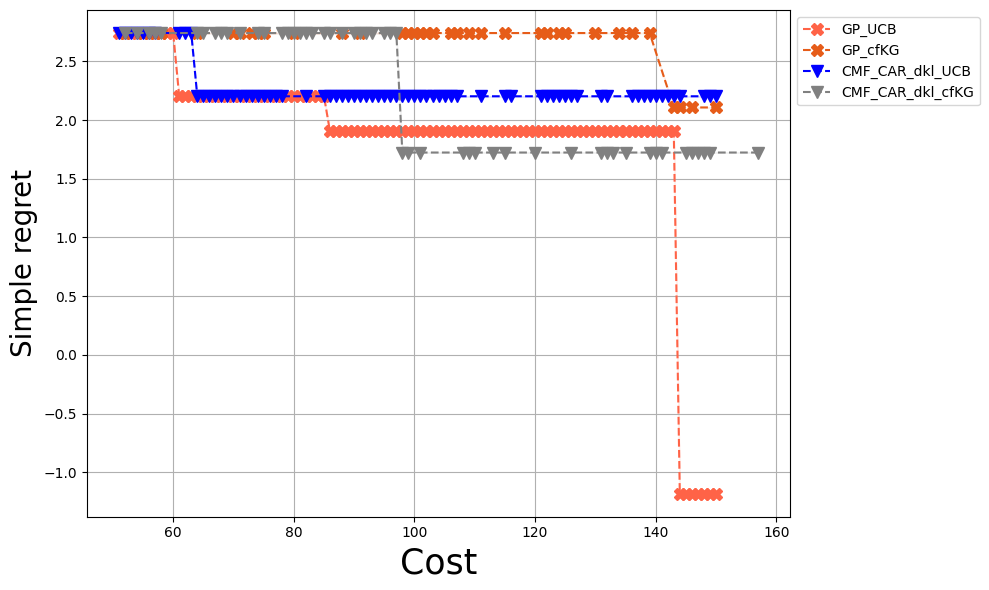 GP_UCB
GP_cfKG
CMF_CAR_dkl_UCB
CMF_CAR_dkl_cfKG
Simple regret
2.5
2.0
1.5
1.0
0.5
0.0
−0.5
−1.0
60 80 100 120 140 160
Cost